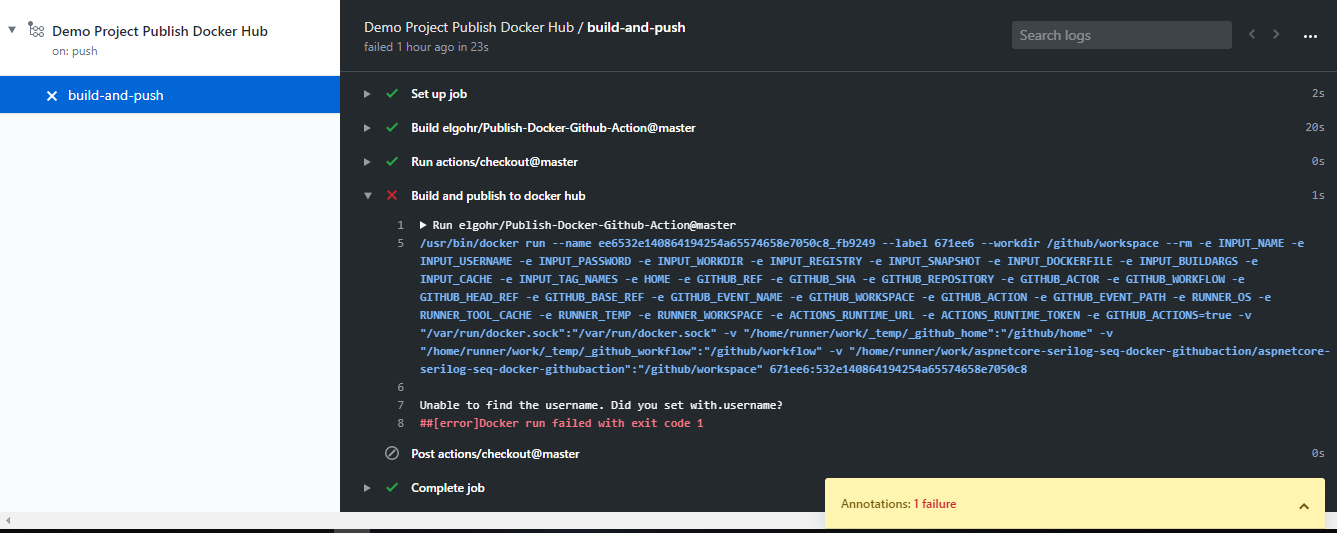 Demo Project Publish Docker Hub
on: push
build-and-push
Demo Project Publish Docker Hub / build-and-push
failed 1 hour ago in 23s
Search logs
Set up job 2s
Build elgohr/Publish-Docker-Github-Action@master 20s
Run actions/checkout@master 0s
Build and publish to docker hub 1s
1 Run elgohr/Publish-Docker-Github-Action@master
5 /usr/bin/docker run --name ee6532e140864194254a65574658e7050c8_fb9249 --label 671ee6 --workdir /github/workspace --rm -e INPUT_NAME -e
INPUT_USERNAME -e INPUT_PASSWORD -e INPUT_WORKDIR -e INPUT_REGISTRY -e INPUT_SNAPSHOT -e INPUT_DOCKERFILE -e INPUT_BUILDARGS -e
INPUT_CACHE -e INPUT_TAG_NAMES -e HOME -e GITHUB_REF -e GITHUB_SHA -e GITHUB_REPOSITORY -e GITHUB_ACTOR -e GITHUB_WORKFLOW -e
GITHUB_HEAD_REF -e GITHUB_BASE_REF -e GITHUB_EVENT_NAME -e GITHUB_WORKSPACE -e GITHUB_ACTION -e GITHUB_EVENT_PATH -e RUNNER_OS -e
RUNNER_TOOL_CACHE -e RUNNER_TEMP -e RUNNER_WORKSPACE -e ACTIONS_RUNTIME_URL -e ACTIONS_RUNTIME_TOKEN -e GITHUB_ACTIONS=true -v
"/var/run/docker.sock":"/var/run/docker.sock" -v "/home/runner/work/_temp/_github_home":"/github/home" -v
"/home/runner/work/_temp/_github_workflow":"/github/workflow" -v "/home/runner/work/aspnetcore-serilog-seq-docker-githubaction/aspnetcore-
serilog-seq-docker-githubaction":"/github/workspace" 671ee6:532e140864194254a65574658e7050c8
6
7 Unable to find the username. Did you set with.username?
8 ##[error]Docker run failed with exit code 1
Post actions/checkout@master 0s
Complete job
Annotations: 1 failure